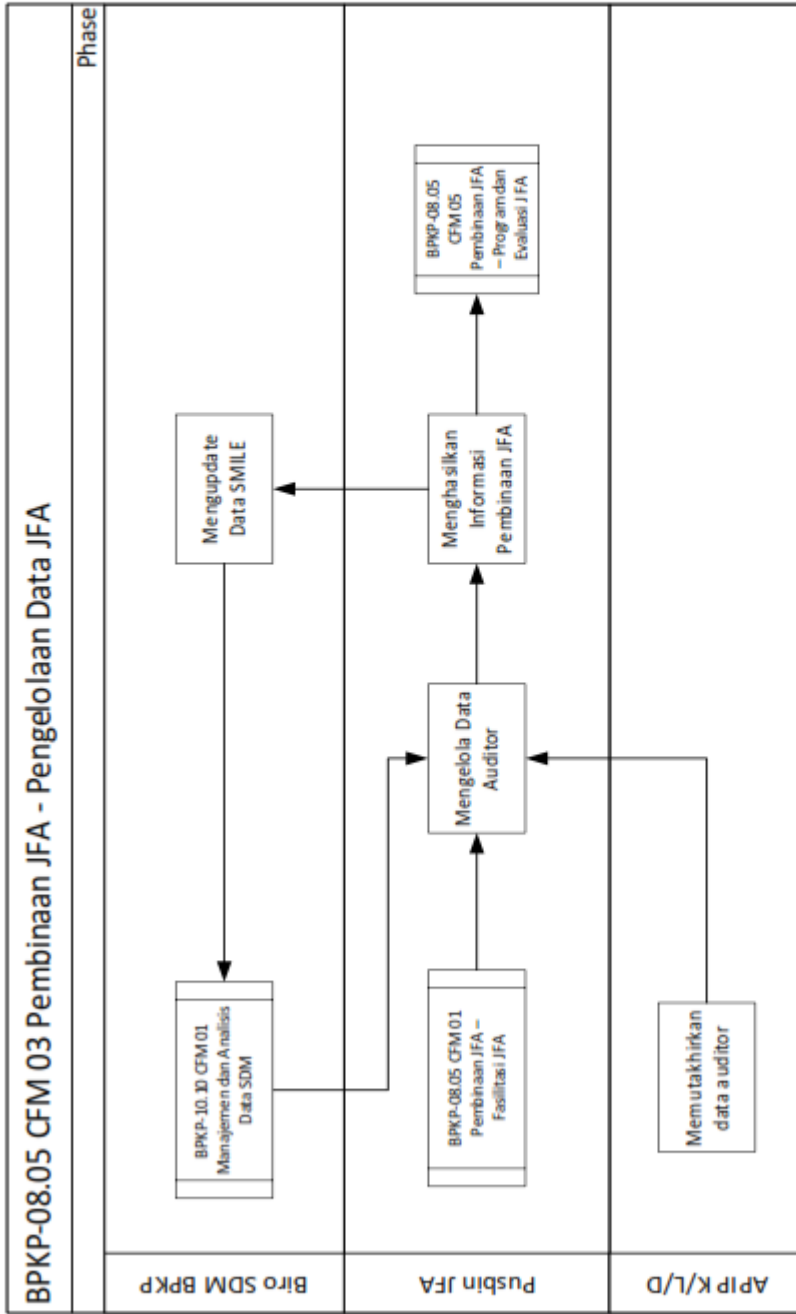 BPKP-08.05 CFM 03 Pembinaan JFA - Pengelolaan Data JFA
Phase
Biro SDM BPKP
BPKP-10.10 CFM 01
Manajemen dan Analisis
Data SDM
Mengupdate
Data SMILE
Pusbin JFA
BPKP-08.05 CFM 01
Pembinaan JFA –
Fasilitasi JFA
Mengelola Data
Auditor
Menghasilkan
Informasi
Pembinaan JFA
BPKP-08.05
CFM 05
Pembinaan JFA
– Program dan
Evaluasi JFA
APIP K/L/D
Memutakhirkan
data auditor